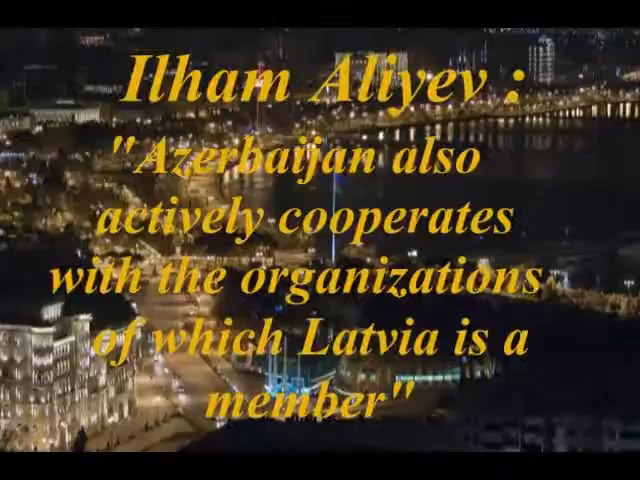 Ilham Aliyev :
"Azerbaijan also
actively cooperates
with the organizations
of which Latvia is a
member"